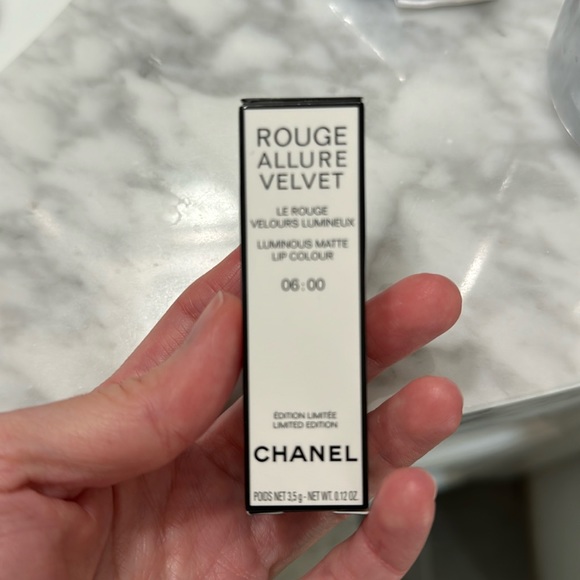 ROUGE
ALLURE
VELVET
LE ROUGE
VELOURS LUMINEUX
LUMINOUS MATTE
LIP COLOUR
06:00
ÉDITION LIMITÉE
LIMITED EDITION
CHANEL
POIDS NET 3,5 g - NET WT. 0.12 OZ.